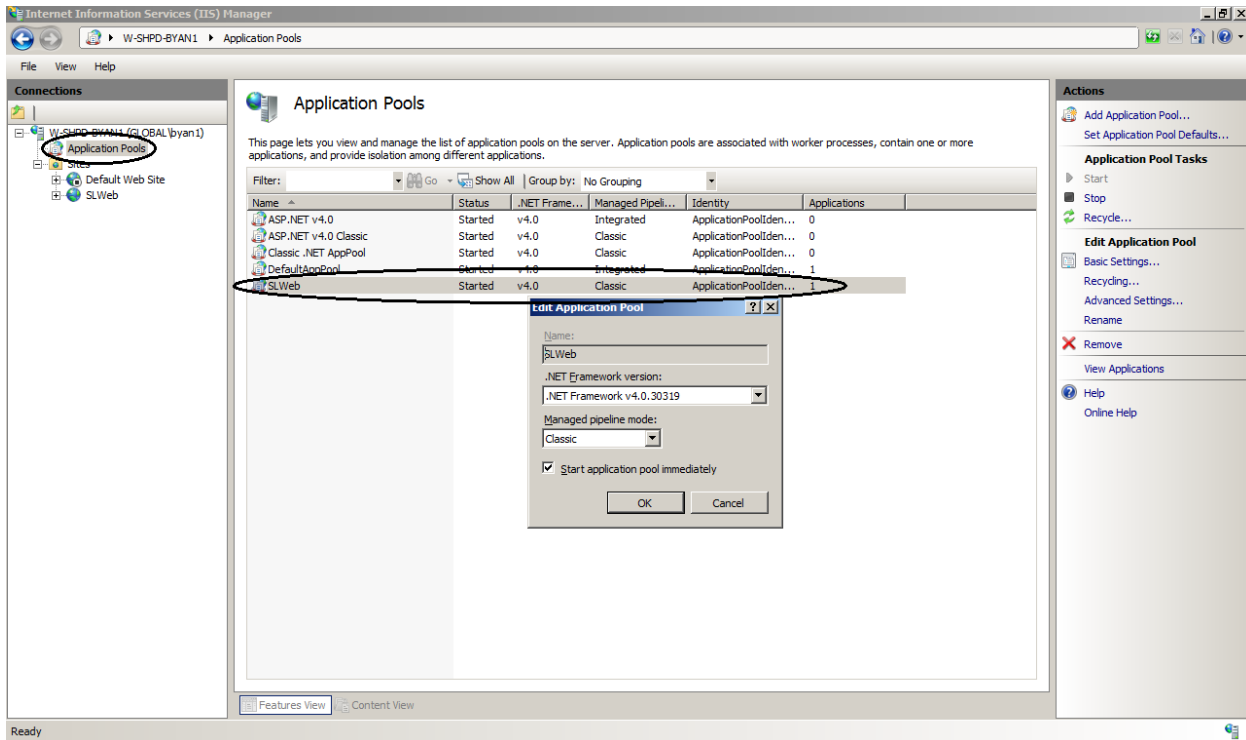 Internet Information Services (IIS) Manager
W-SHPD-BYAN1 Application Pools
File View Help
Connections
W-SHPD-BYAN1 (GLOBAL\byan1)
Application Pools
Sites
Default Web Site
SLWeb
Application Pools
This page lets you view and manage the list of application pools on the server. Application pools are associated with worker processes, contain one or more
applications, and provide isolation among different applications.
Filter: Go Show All Group by: No Grouping
Name Status .NET Frame... Managed Pipeli... Identity Applications
ASP.NET v4.0 Started v4.0 Integrated ApplicationPoolIden... 0
ASP.NET v4.0 Classic Started v4.0 Classic ApplicationPoolIden... 0
Classic .NET AppPool Started v4.0 Classic ApplicationPoolIden... 0
DefaultAppPool Started v4.0 Integrated ApplicationPoolIden... 1
SLWeb Started v4.0 Classic ApplicationPoolIden... 1
Edit Application Pool
Name:
SLWeb
.NET Framework version:
.NET Framework v4.0.30319
Managed pipeline mode:
Classic
Start application pool immediately
OK Cancel
Features View Content View
Actions
Add Application Pool...
Set Application Pool Defaults...
Application Pool Tasks
Start
Stop
Recycle...
Edit Application Pool
Basic Settings...
Recycling...
Advanced Settings...
Rename
Remove
View Applications
Help
Online Help
Ready